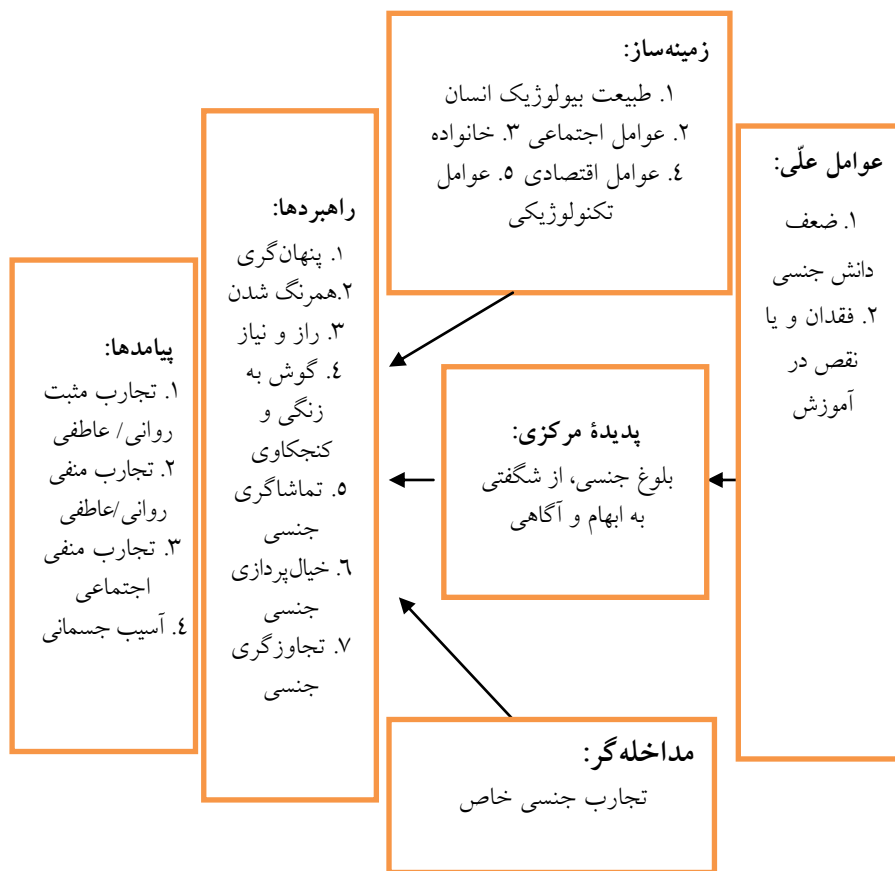 زمینه‌ساز:
۱. طبیعت بیولوژیک انسان
۲. عوامل اجتماعی ۳. خانواده
٤. عوامل اقتصادی ٥. عوامل
تکنولوژیکی
عوامل علّی:
۱. ضعف
دانش جنسی
۲. فقدان و یا
نقص در
آموزش
پدیدۀ مرکزی:
بلوغ جنسی، از شگفتی
به ابهام و آگاهی
مداخله‌گر:
تجارب جنسی خاص
راهبردها:
۱. پنهان‌گری
۲.همرنگ شدن
۳. راز و نیاز
٤. گوش به
زنگی و
کنجکاوی
٥. تماشاگری
جنسی
٦. خیال‌پردازی
جنسی
۷. تجاوزگری
جنسی
پیامدها:
۱. تجارب مثبت
روانی/ عاطفی
۲. تجارب منفی
روانی/عاطفی
۳. تجارب منفی
اجتماعی
٤. آسیب جسمانی